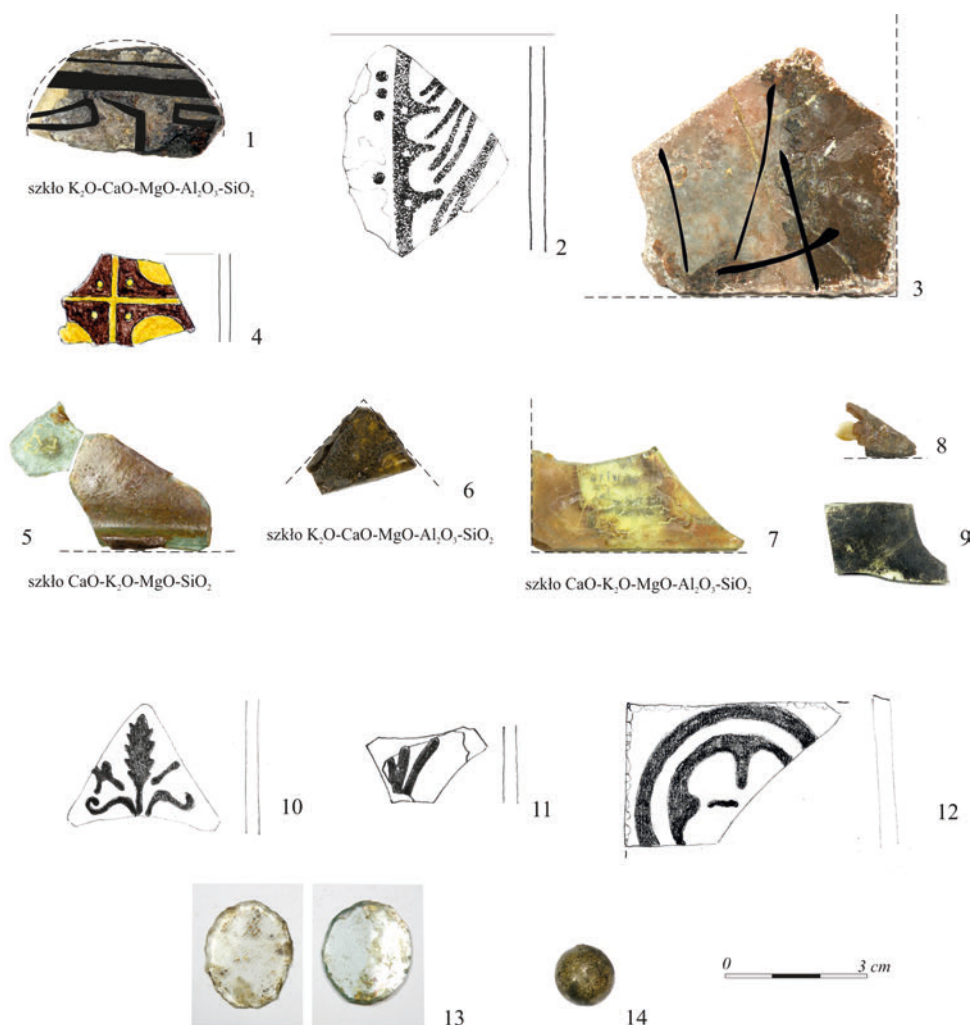 1
szkło K₂O-CaO-MgO-Al₂O₃-SiO₂
2
3
4
5
szkło CaO-K₂O-MgO-SiO₂
6
szkło K₂O-CaO-MgO-Al₂O₃-SiO₂
7
szkło CaO-K₂O-MgO-Al₂O₃-SiO₂
8
9
10
11
12
13
14
0 3 cm